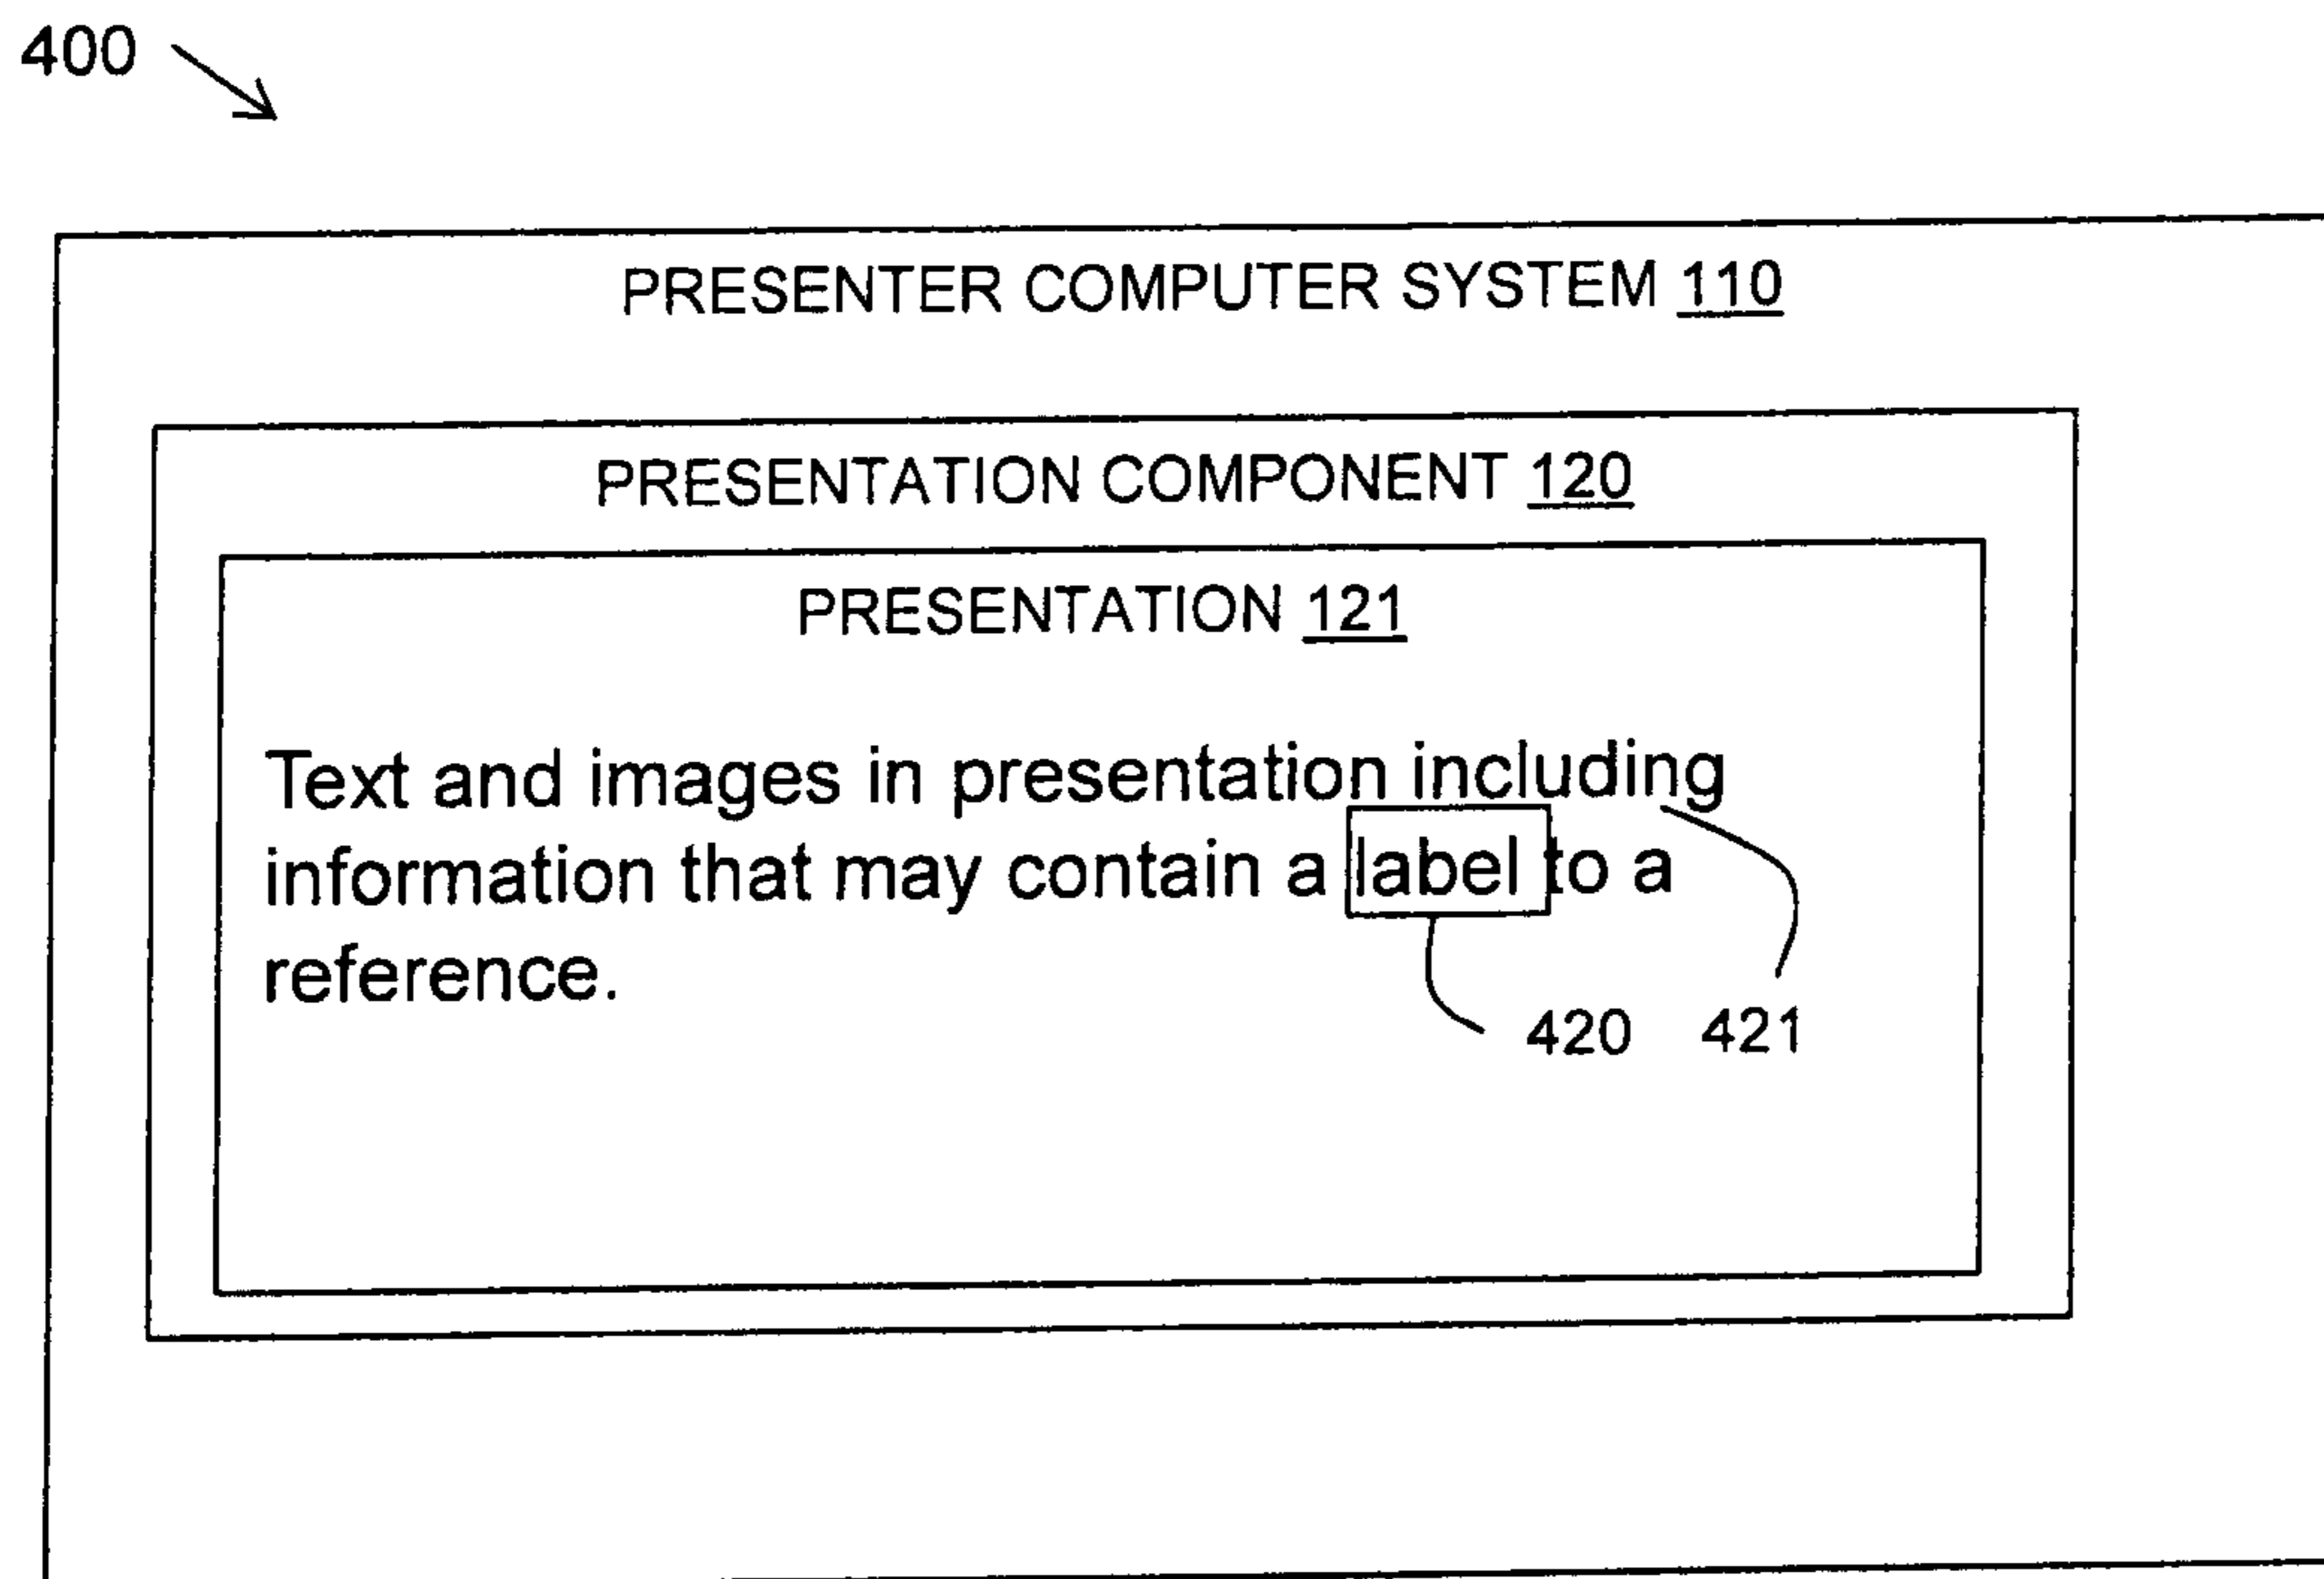 400
PRESENTER COMPUTER SYSTEM 110
PRESENTATION COMPONENT 120
PRESENTATION 121
Text and images in presentation including
information that may contain a label to a
reference.
420 421